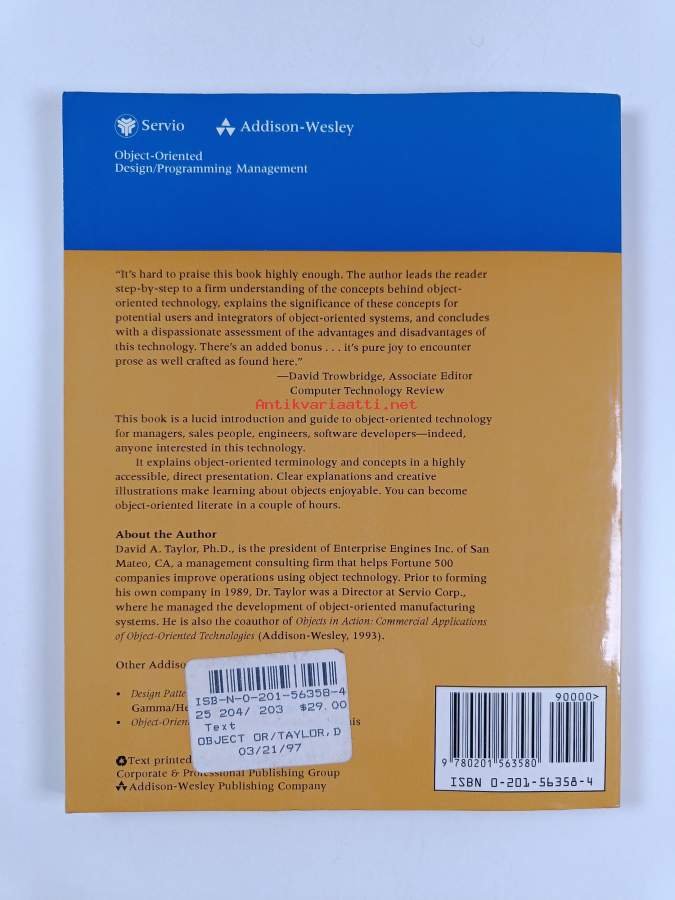 Servio Addison-Wesley
Object-Oriented
Design/Programming Management
“It's hard to praise this book highly enough. The author leads the reader
step-by-step to a firm understanding of the concepts behind object-
oriented technology, explains the significance of these concepts for
potential users and integrators of object-oriented systems, and concludes
with a dispassionate assessment of the advantages and disadvantages of
this technology. There's an added bonus . . . it's pure joy to encounter
prose as well crafted as found here.”
—David Trowbridge, Associate Editor
Computer Technology Review
Antikvariaatti.net
This book is a lucid introduction and guide to object-oriented technology
for managers, sales people, engineers, software developers—indeed,
anyone interested in this technology.
It explains object-oriented terminology and concepts in a highly
accessible, direct presentation. Clear explanations and creative
illustrations make learning about objects enjoyable. You can become
object-oriented literate in a couple of hours.
About the Author
David A. Taylor, Ph.D., is the president of Enterprise Engines Inc. of San
Mateo, CA, a management consulting firm that helps Fortune 500
companies improve operations using object technology. Prior to forming
his own company in 1989, Dr. Taylor was a Director at Servio Corp.,
where he managed the development of object-oriented manufacturing
systems. He is also the coauthor of Objects in Action: Commercial Applications
of Object-Oriented Technologies (Addison-Wesley, 1993).
Other Addiso
• Design Patte
Gamma/He
• Object-Orien
ISB-N-0-201-56358-4
25 204/ 203 $29.00
Text
OBJECT OR/TAYLOR,D
03/21/97
Text printed
Corporate & Professional Publishing Group
Addison-Wesley Publishing Company
90000>
9 780201 563580
ISBN 0-201-56358-4